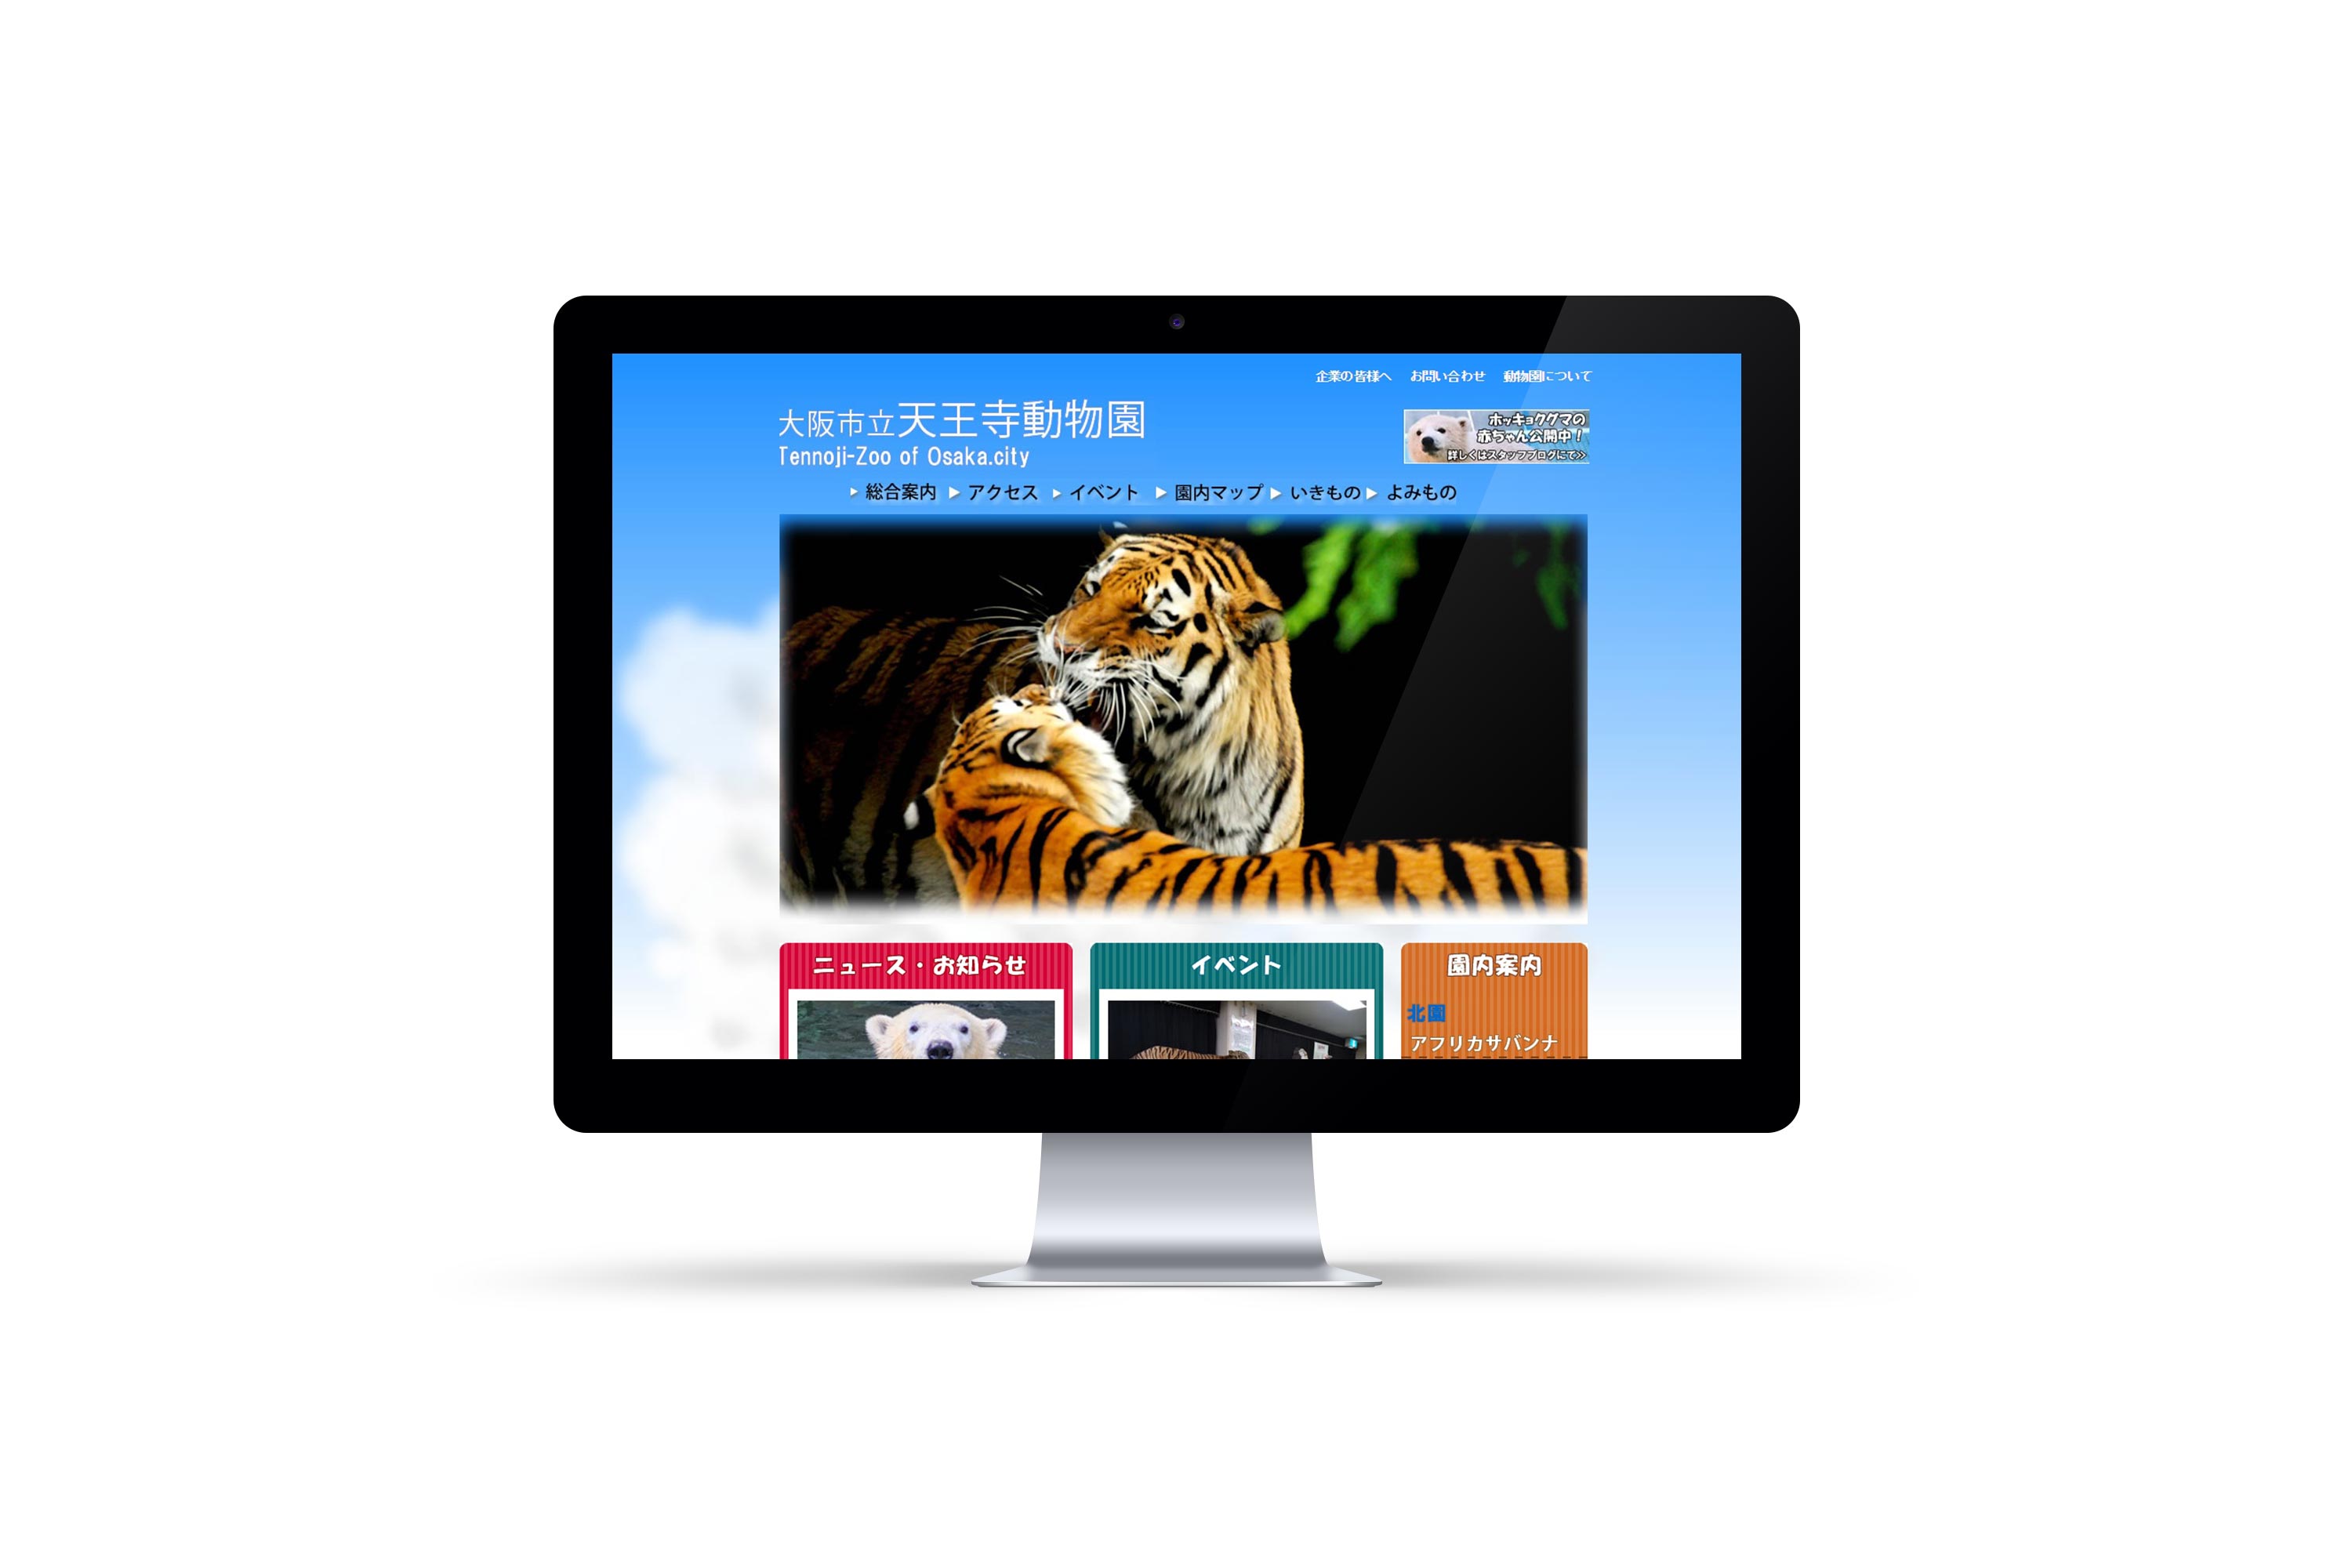 企業の皆様へ お問い合わせ 動物園について
大阪市立天王寺動物園
Tennoji-Zoo of Osaka.city
ホッキョクグマの
赤ちゃん公開中！
詳しくはスタッフブログにて>>
総合案内 アクセス イベント 園内マップ いきもの よみもの
ニュース・お知らせ
イベント
園内案内
北園
アフリカサバンナ